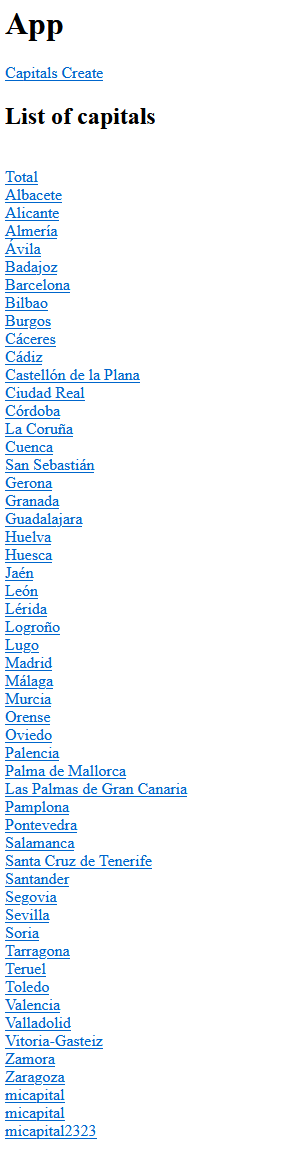 App
Capitals Create
List of capitals
Total
Albacete
Alicante
Almería
Ávila
Badajoz
Barcelona
Bilbao
Burgos
Cáceres
Cádiz
Castellón de la Plana
Ciudad Real
Córdoba
La Coruña
Cuenca
San Sebastián
Gerona
Granada
Guadalajara
Huelva
Huesca
Jaén
León
Lérida
Logroño
Lugo
Madrid
Málaga
Murcia
Orense
Oviedo
Palencia
Palma de Mallorca
Las Palmas de Gran Canaria
Pamplona
Pontevedra
Salamanca
Santa Cruz de Tenerife
Santander
Segovia
Sevilla
Soria
Tarragona
Teruel
Toledo
Valencia
Valladolid
Vitoria-Gasteiz
Zamora
Zaragoza
micapital
micapital
micapital2323